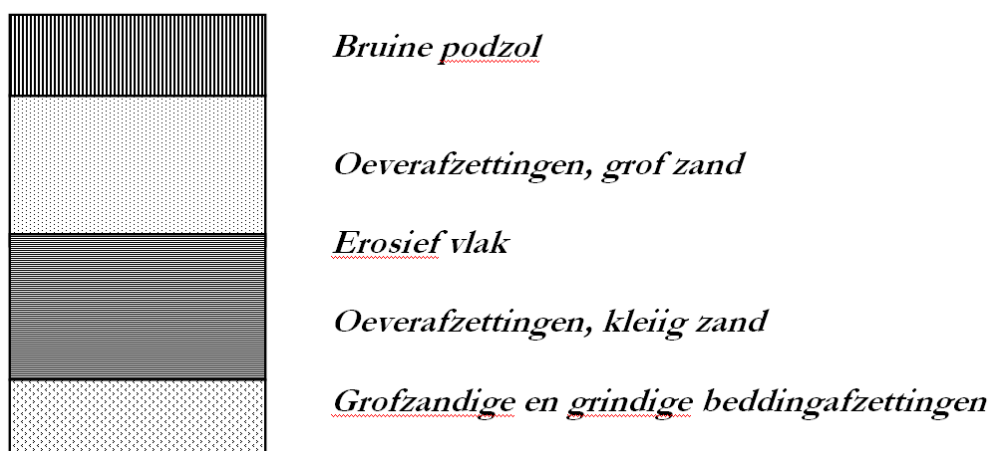 Bruine podzol
Oeverafzettingen, grof zand
Erosief vlak
Oeverafzettingen, kleiig zand
Grofzandige en grindige beddingafzettingen